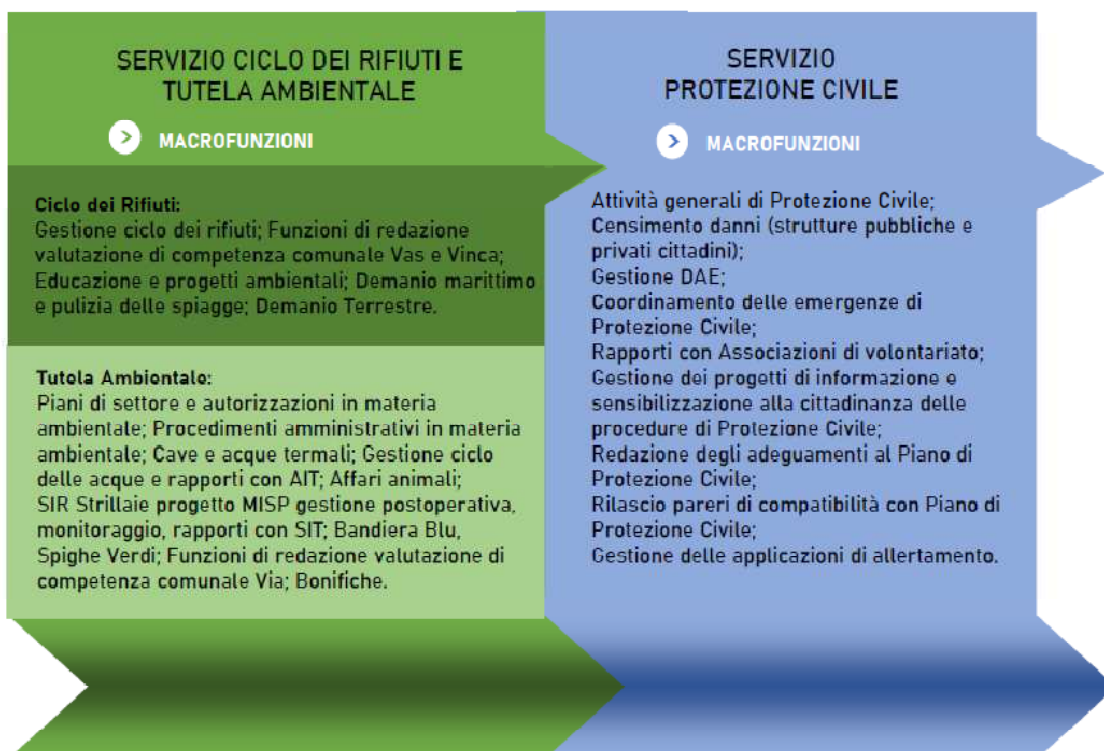 SERVIZIO CICLO DEI RIFIUTI E
TUTELA AMBIENTALE
MACROFUNZIONI
Ciclo dei Rifiuti:
Gestione ciclo dei rifiuti; Funzioni di redazione
valutazione di competenza comunale Vas e Vinca;
Educazione e progetti ambientali; Demanio marittimo
e pulizia delle spiagge; Demanio Terrestre.
Tutela Ambientale:
Piani di settore e autorizzazioni in materia
ambientale; Procedimenti amministrativi in materia
ambientale; Cave e acque termali; Gestione ciclo
delle acque e rapporti con AIT; Affari animali;
SIR Strillaie progetto MISP gestione postoperativa,
monitoraggio, rapporti con SIT; Bandiera Blu,
Spighe Verdi; Funzioni di redazione valutazione di
competenza comunale Via; Bonifiche.
SERVIZIO
PROTEZIONE CIVILE
MACROFUNZIONI
Attività generali di Protezione Civile;
Censimento danni (strutture pubbliche e
privati cittadini);
Gestione DAE;
Coordinamento delle emergenze di
Protezione Civile;
Rapporti con Associazioni di volontariato;
Gestione dei progetti di informazione e
sensibilizzazione alla cittadinanza delle
procedure di Protezione Civile;
Redazione degli adeguamenti al Piano di
Protezione Civile;
Rilascio pareri di compatibilità con Piano di
Protezione Civile;
Gestione delle applicazioni di allertamento.